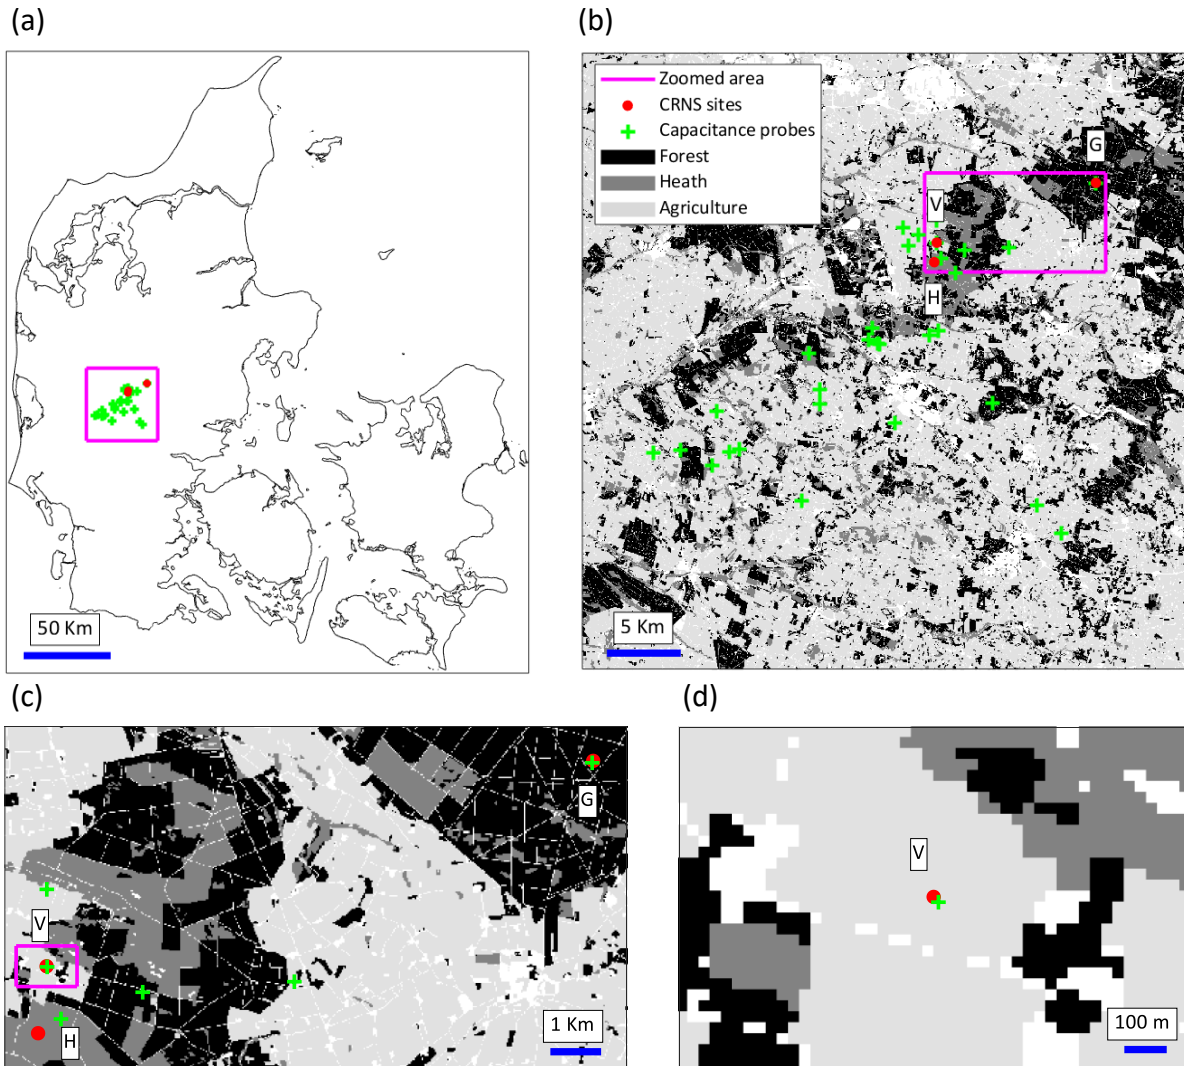 (a)
(b)
Zoomed area
CRNS sites
Capacitance probes
Forest
Heath
Agriculture
G
V
H
50 Km
5 Km
(c)
(d)
G
V
H
1 Km
V
100 m